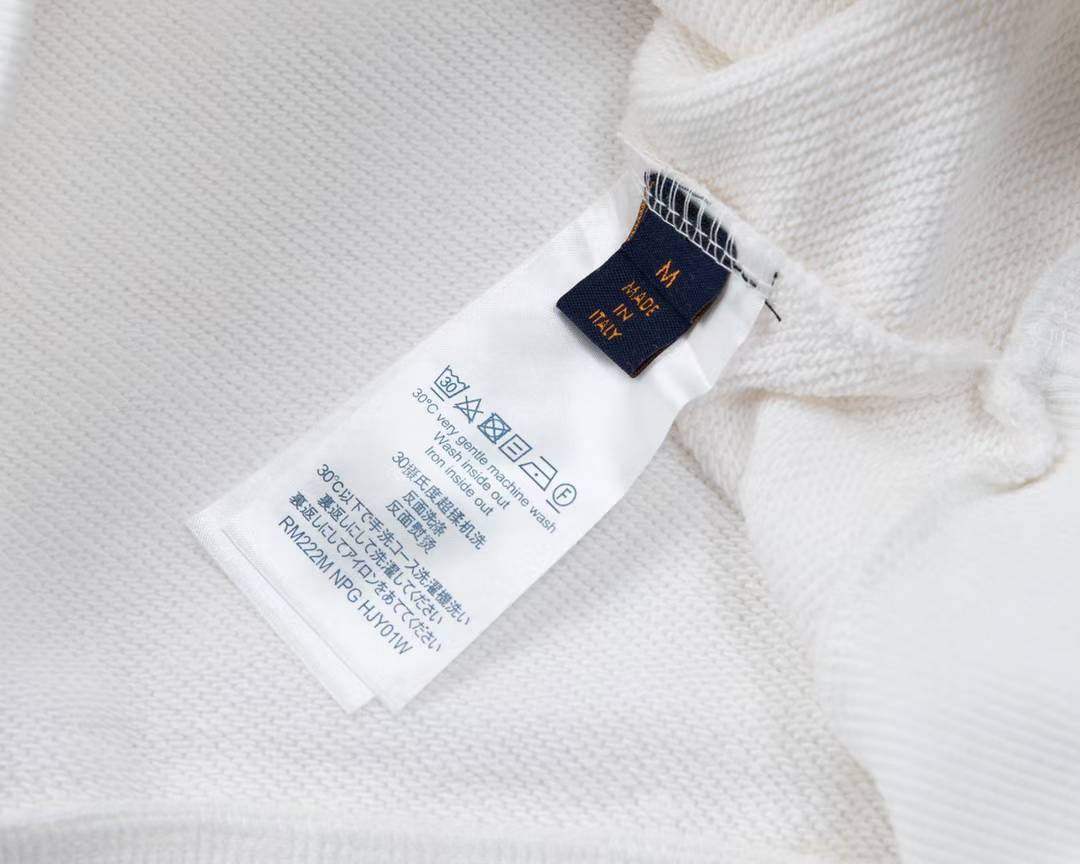 M
MADE
IN
ITALY
30
F
30°C very gentle machine wash
Wash inside out
Iron inside out
30摄氏度超揉机洗
反面洗涤
反面熨烫
30℃以下で手洗コース洗濯機洗い
裏返しにして洗濯してください
裏返しにしてアイロンをあててください
RM222M NPG HJY01W